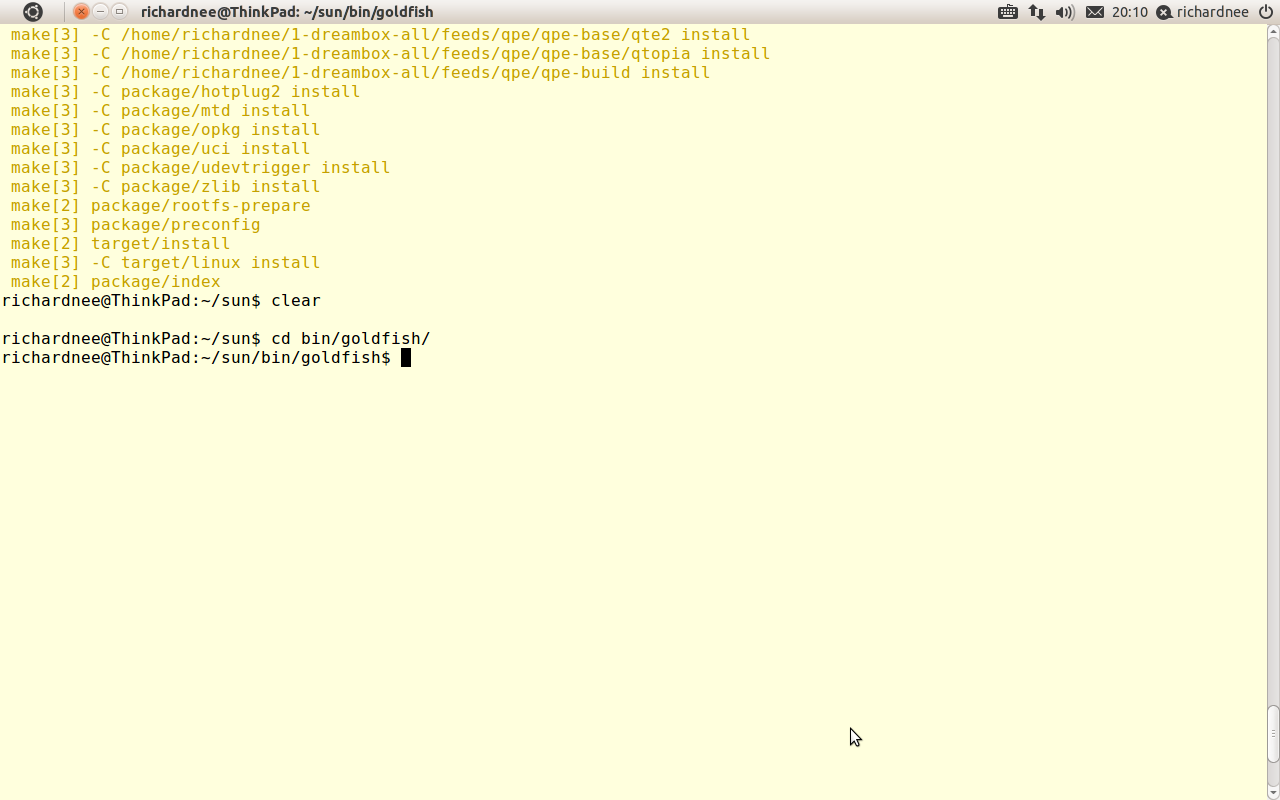 richardnee@ThinkPad: ~/sun/bin/goldfish
20:10
richardnee
make[3] -C /home/richardnee/1-dreambox-all/feeds/qpe/qpe-base/qte2 install
make[3] -C /home/richardnee/1-dreambox-all/feeds/qpe/qpe-base/qtopia install
make[3] -C /home/richardnee/1-dreambox-all/feeds/qpe/qpe-build install
make[3] -C package/hotplug2 install
make[3] -C package/mtd install
make[3] -C package/opkg install
make[3] -C package/uci install
make[3] -C package/udevtrigger install
make[3] -C package/zlib install
make[2] package/rootfs-prepare
make[3] package/preconfig
make[2] target/install
make[3] -C target/linux install
make[2] package/index
richardnee@ThinkPad:~/sun$ clear
richardnee@ThinkPad:~/sun$ cd bin/goldfish/
richardnee@ThinkPad:~/sun/bin/goldfish$